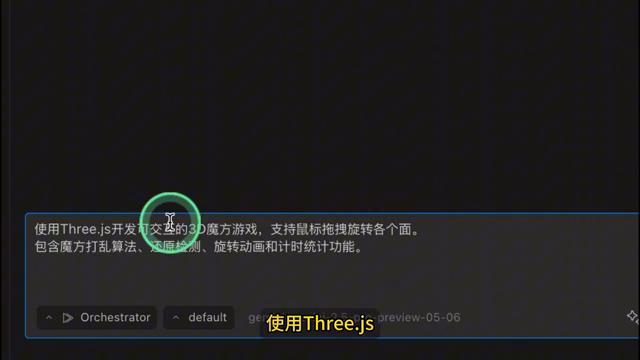 使用Three.js开发可交互的3D魔方游戏，支持鼠标拖拽旋转各个面。
包含魔方打乱算法、还原检测、旋转动画和计时统计功能。
Orchestrator
default
preview-05-06
使用Three.js